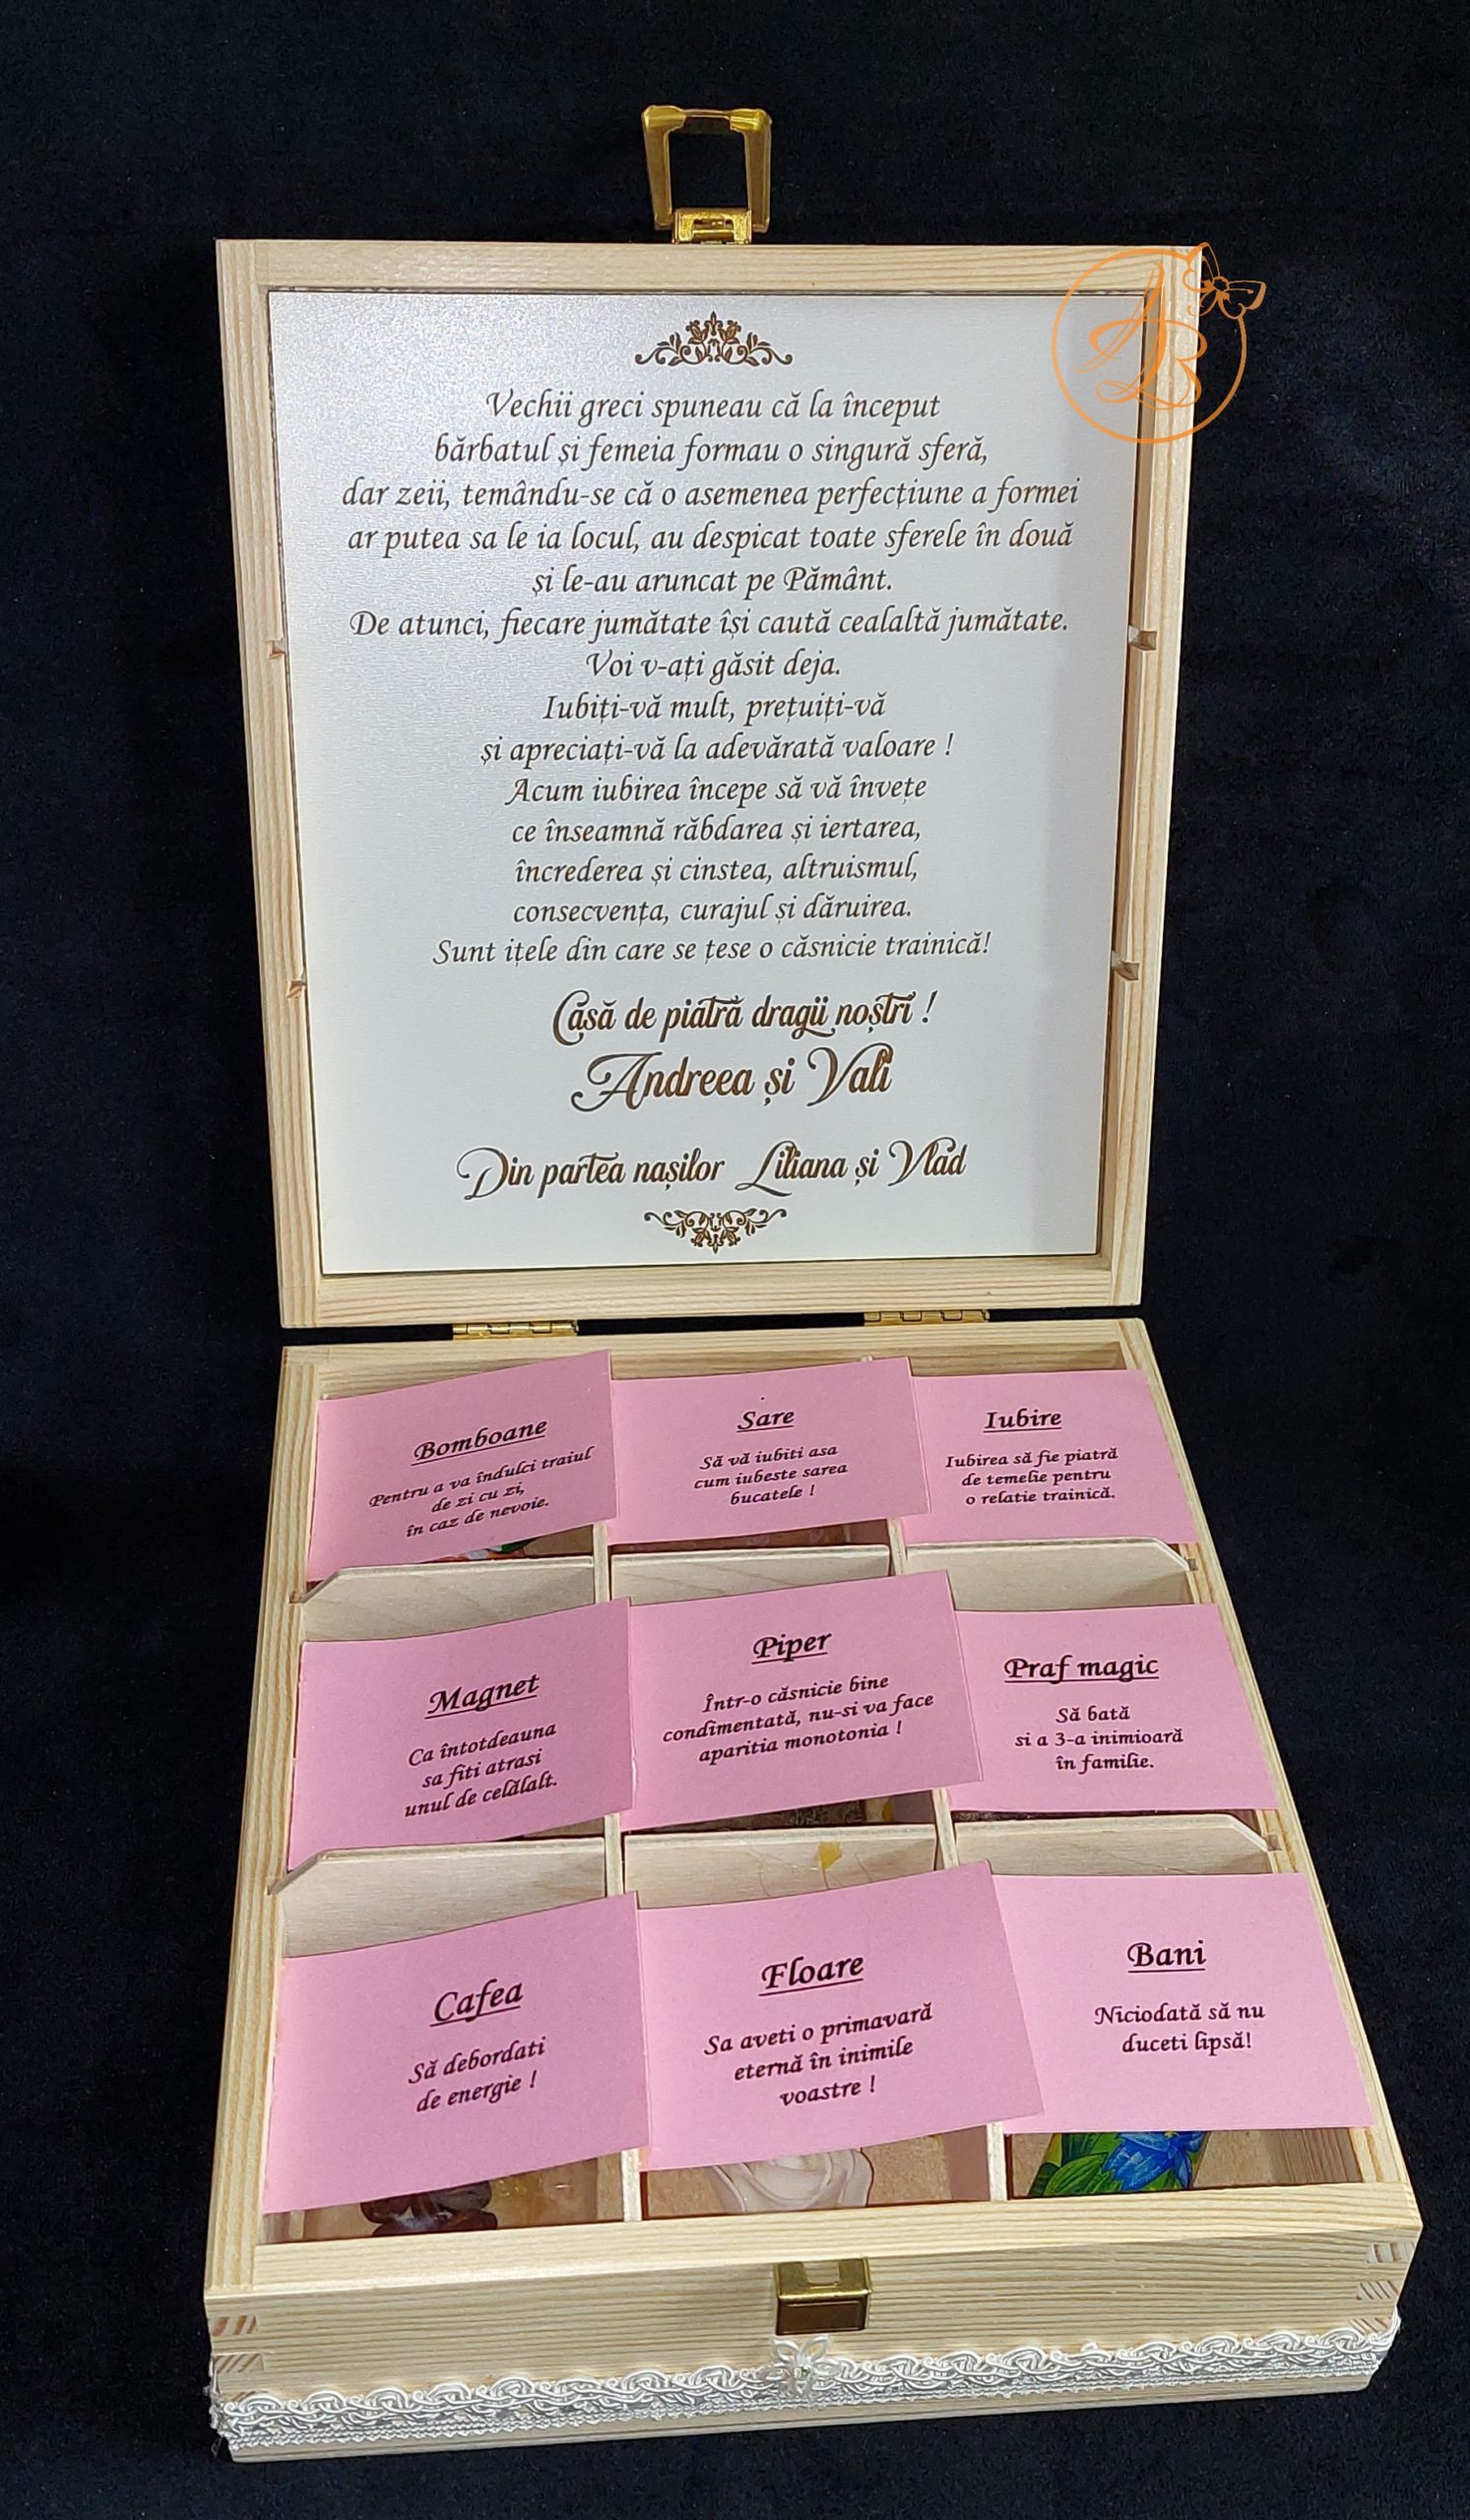 Vechii greci spuneau că la început
bărbatul și femeia formau o singură sferă,
dar zeii, temându-se că o asemenea perfecțiune a formei
ar putea sa le ia locul, au despicat toate sferele în două
și le-au aruncat pe Pământ.
De atunci, fiecare jumătate își caută cealaltă jumătate.
Voi v-ați găsit deja.
Iubiți-vă mult, prețuiți-vă
și apreciați-vă la adevărată valoare !
Acum iubirea începe să vă învețe
ce înseamnă răbdarea și iertarea,
încrederea și cinstea, altruismul,
consecvența, curajul și dăruirea.
Sunt ițele din care se țese o căsnicie trainică!
Casă de piatră dragii noștri !
Andreea și Vali
Din partea nașilor Liliana și Vlad
Bomboane
Pentru a va îndulci traiul
de zi cu zi,
în caz de nevoie.
Sare
Să vă iubiti asa
cum iubeste sarea
bucatele !
Iubire
Iubirea să fie piatră
de temelie pentru
o relatie trainică.
Magnet
Ca întotdeauna
sa fiti atrasi
unul de celălalt.
Piper
Într-o căsnicie bine
condimentată, nu-si va face
aparitia monotonia !
Praf magic
Să bată
si a 3-a inimioară
în familie.
Cafea
Să debordati
de energie !
Floare
Sa aveti o primavară
eternă în inimile
voastre !
Bani
Niciodată să nu
duceti lipsă!